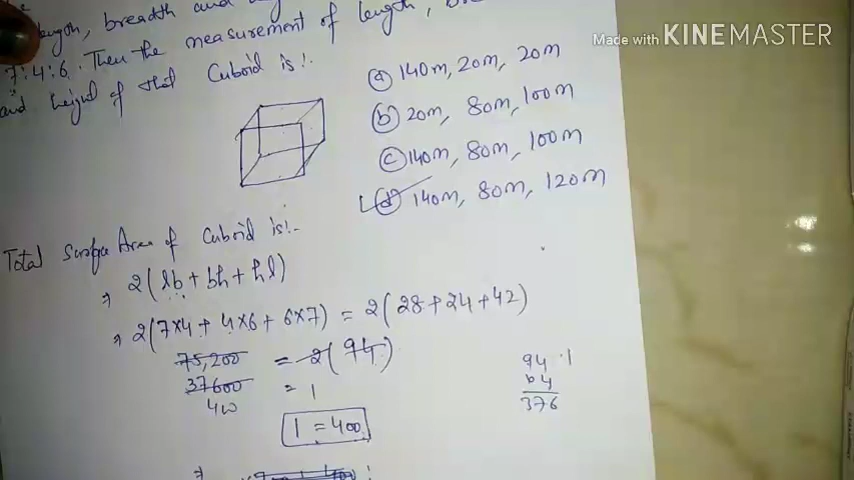 length, breadth and
7:4:6. Then the measurement of length,
and height of that Cuboid is!.
Made with KINEMASTER
(a) 140m, 20m, 20m
(b) 20m, 80m, 100m
(c) 140m, 80m, 100m
(d) 140m, 80m, 120m
Total Surface Area of Cuboid is!-
⇒ 2(lb + bh + hl)
⇒ 2(7×4 + 4×6 + 6×7) = 2(28+24+42)
75,200 = 2(94)
37600 = 1
400
1 = 400
94
4
376